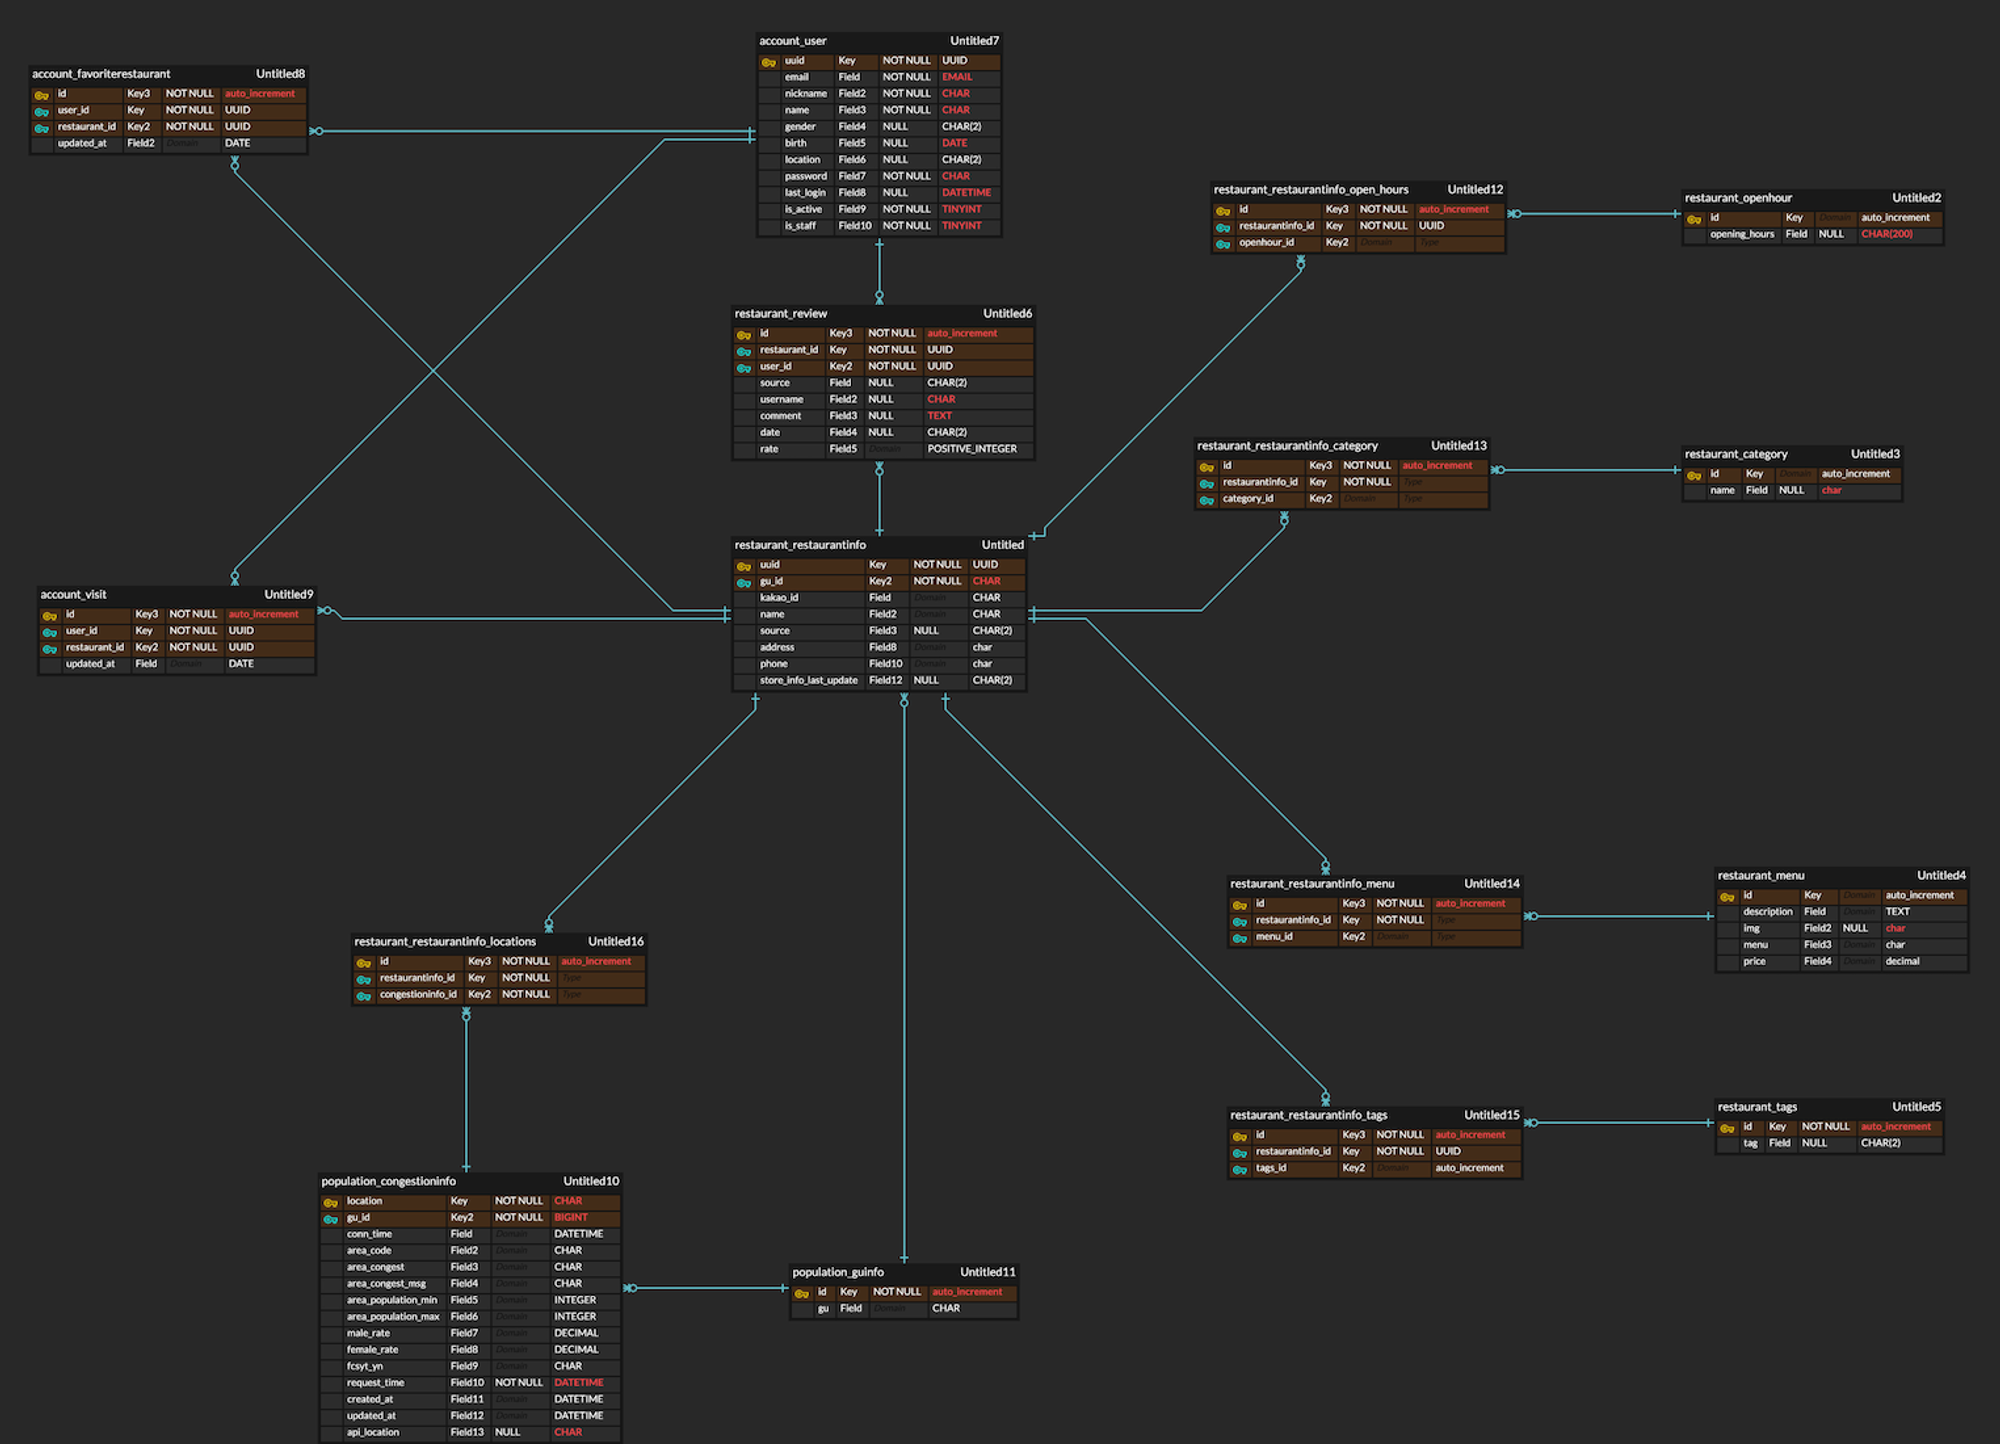 account_user Untitled7
uuid Key NOT NULL UUID
email Field NOT NULL EMAIL
nickname Field2 NOT NULL CHAR
name Field3 NOT NULL CHAR
gender Field4 NULL CHAR(2)
birth Field5 NULL DATE
location Field6 NULL CHAR(2)
password Field7 NOT NULL CHAR
last_login Field8 NULL DATETIME
is_active Field9 NOT NULL TINYINT
is_staff Field10 NOT NULL TINYINT
account_favoriterestaurant Untitled8
id Key3 NOT NULL auto_increment
user_id Key NOT NULL UUID
restaurant_id Key2 NOT NULL UUID
updated_at Field2 Domain DATE
restaurant_restaurantinfo_open_hours Untitled12
id Key3 NOT NULL auto_increment
restaurantinfo_id Key NOT NULL UUID
openhour_id Key2 Domain Type
restaurant_openhour Untitled2
id Key Domain auto_increment
opening_hours Field NULL CHAR(200)
restaurant_review Untitled6
id Key3 NOT NULL auto_increment
restaurant_id Key NOT NULL UUID
user_id Key2 NOT NULL UUID
source Field NULL CHAR(2)
username Field2 NULL CHAR
comment Field3 NULL TEXT
date Field4 NULL CHAR(2)
rate Field5 Domain POSITIVE_INTEGER
restaurant_restaurantinfo_category Untitled13
id Key3 NOT NULL auto_increment
restaurantinfo_id Key NOT NULL Type
category_id Key2 Domain Type
restaurant_category Untitled3
id Key Domain auto_increment
name Field NULL char
restaurant_restaurantinfo Untitled
uuid Key NOT NULL UUID
gu_id Key2 NOT NULL CHAR
kakao_id Field Domain CHAR
name Field2 Domain CHAR
source Field3 NULL CHAR(2)
address Field8 Domain char
phone Field10 Domain char
store_info_last_update Field12 NULL CHAR(2)
account_visit Untitled9
id Key3 NOT NULL auto_increment
user_id Key NOT NULL UUID
restaurant_id Key2 NOT NULL UUID
updated_at Field Domain DATE
restaurant_restaurantinfo_menu Untitled14
id Key3 NOT NULL auto_increment
restaurantinfo_id Key NOT NULL Type
menu_id Key2 Domain Type
restaurant_menu Untitled4
id Key Domain auto_increment
description Field Domain TEXT
img Field2 NULL char
menu Field3 Domain char
price Field4 Domain decimal
restaurant_restaurantinfo_locations Untitled16
id Key3 NOT NULL auto_increment
restaurantinfo_id Key NOT NULL Type
congestioninfo_id Key2 NOT NULL Type
restaurant_restaurantinfo_tags Untitled15
id Key3 NOT NULL auto_increment
restaurantinfo_id Key NOT NULL UUID
tags_id Key2 Domain auto_increment
restaurant_tags Untitled5
id Key NOT NULL auto_increment
tag Field NULL CHAR(2)
population_congestioninfo Untitled10
location Key NOT NULL CHAR
gu_id Key2 NOT NULL BIGINT
conn_time Field Domain DATETIME
area_code Field2 Domain CHAR
area_congest Field3 Domain CHAR
area_congest_msg Field4 Domain CHAR
area_population_min Field5 Domain INTEGER
area_population_max Field6 Domain INTEGER
male_rate Field7 Domain DECIMAL
female_rate Field8 Domain DECIMAL
fcsyt_yn Field9 Domain CHAR
request_time Field10 NOT NULL DATETIME
created_at Field11 Domain DATETIME
updated_at Field12 Domain DATETIME
api_location Field13 NULL CHAR
population_guinfo Untitled11
id Key NOT NULL auto_increment
gu Field Domain CHAR